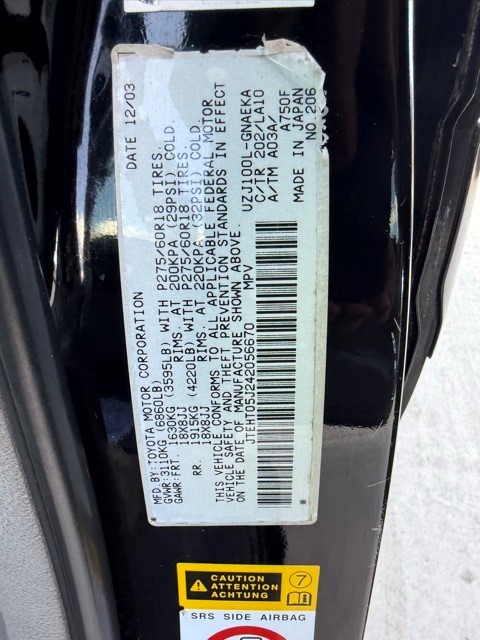 MFD.BY:TOYOTA MOTOR CORPORATION DATE 12/03
GVWR:3110KG (6860LB)
GAWR:FRT. 1630KG (3595LB) WITH P275/60R18 TIRES.
18X8JJ RIMS. AT 200KPA (29PSI) COLD.
RR. 1915KG (4220LB) WITH P275/60R18 TIRES.
18X8JJ RIMS. AT 220KPA (32PSI) COLD.
THIS VEHICLE CONFORMS TO ALL APPLICABLE FEDERAL MOTOR
VEHICLE SAFETY AND THEFT PREVENTION STANDARDS IN EFFECT
ON THE DATE OF MANUFACTURE SHOWN ABOVE.
JTEHT05J242056670 UZJ100L-GNAEKA
MPV C/TR 202/LA10
A/TM A03A/
A750F
MADE IN JAPAN
NO.206
CAUTION
ATTENTION
7
SRS SIDE AIRBAG